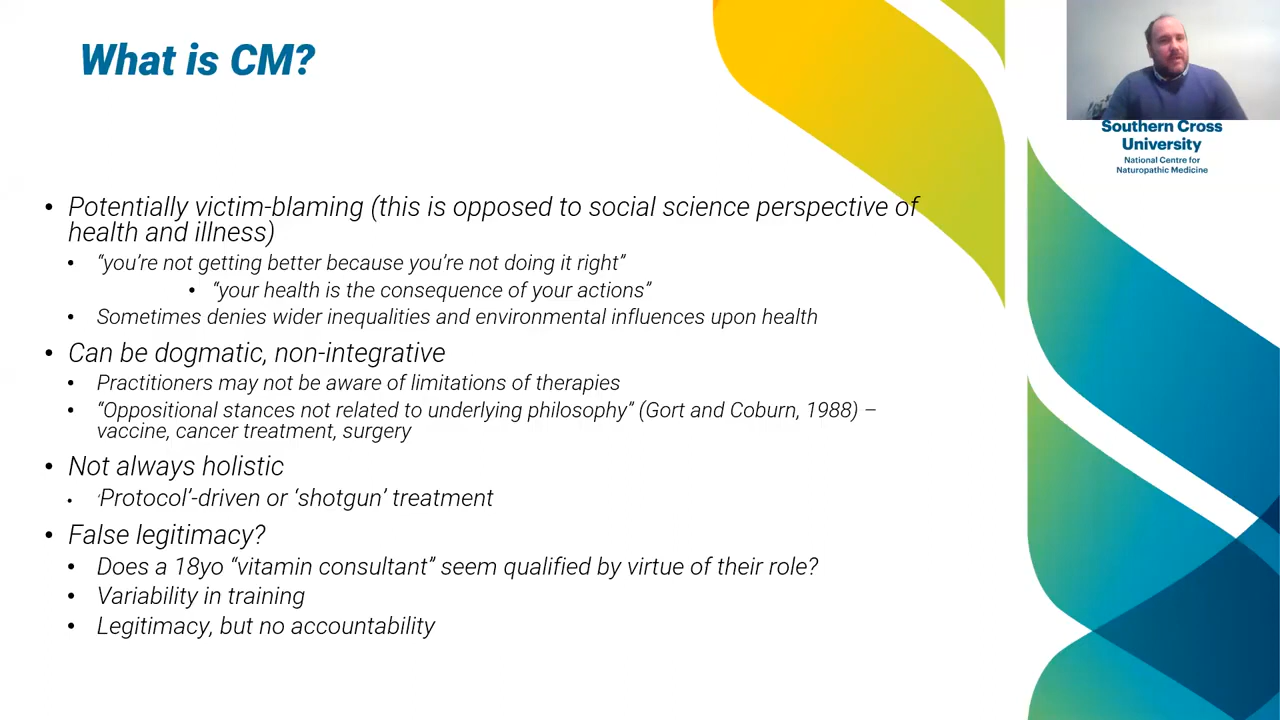 What is CM?
Southern Cross
University
National Centre for
Naturopathic Medicine
• Potentially victim-blaming (this is opposed to social science perspective of
health and illness)
• “you’re not getting better because you’re not doing it right”
• “your health is the consequence of your actions”
• Sometimes denies wider inequalities and environmental influences upon health
• Can be dogmatic, non-integrative
• Practitioners may not be aware of limitations of therapies
• “Oppositional stances not related to underlying philosophy” (Gort and Coburn, 1988) –
vaccine, cancer treatment, surgery
• Not always holistic
• ‘Protocol’-driven or ‘shotgun’ treatment
• False legitimacy?
• Does a 18yo “vitamin consultant” seem qualified by virtue of their role?
• Variability in training
• Legitimacy, but no accountability